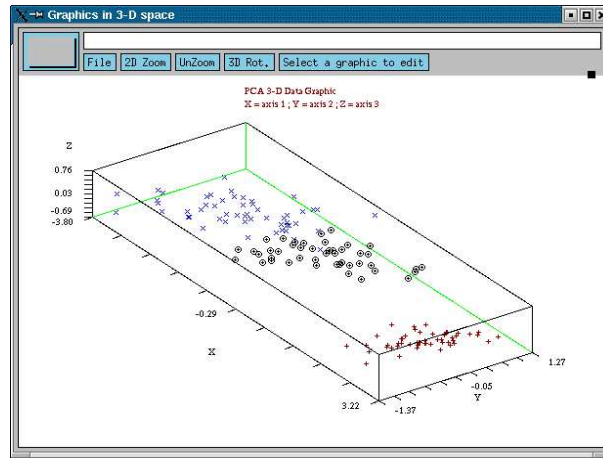 Graphics in 3-D space
File 2D Zoom UnZoom 3D Rot. Select a graphic to edit
PCA 3-D Data Graphic
X = axis 1 ; Y = axis 2 ; Z = axis 3
Z
0.76
0.03
-0.69
-3.80
-0.29
X
3.22
-1.37
-0.05
Y
1.27